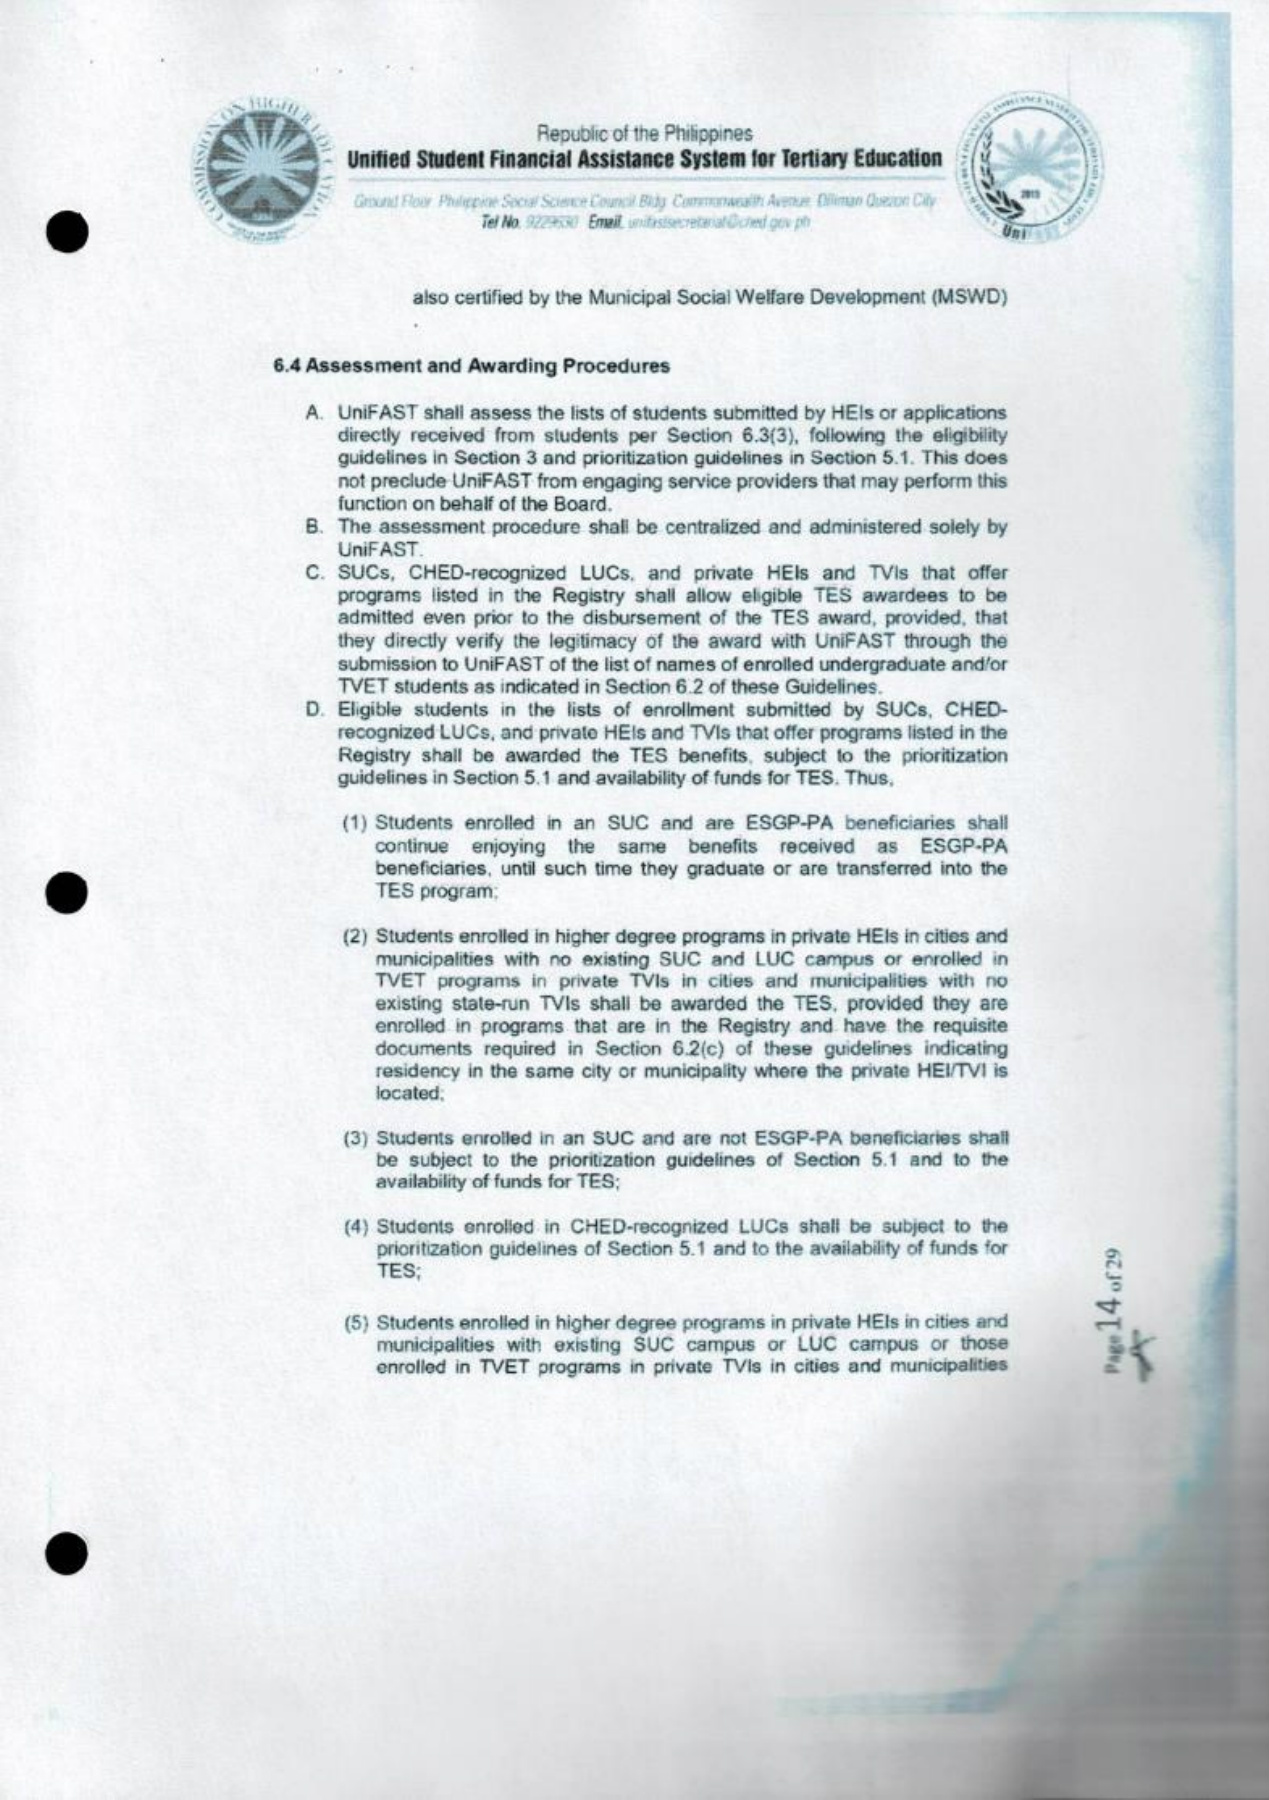 COMMISSION ON HIGHER EDUCATION
Republic of the Philippines
Unified Student Financial Assistance System for Tertiary Education
Ground Floor Philippine Social Science Council Bldg. Commonwealth Avenue Diliman Quezon City
Tel No. 9229630 Email. unifastsecretariat@ched.gov.ph
2015
UniFAST
also certified by the Municipal Social Welfare Development (MSWD)
6.4 Assessment and Awarding Procedures
A. UniFAST shall assess the lists of students submitted by HEIs or applications
directly received from students per Section 6.3(3), following the eligibility
guidelines in Section 3 and prioritization guidelines in Section 5.1. This does
not preclude UniFAST from engaging service providers that may perform this
function on behalf of the Board.
B. The assessment procedure shall be centralized and administered solely by
UniFAST.
C. SUCs, CHED-recognized LUCs, and private HEIs and TVIs that offer
programs listed in the Registry shall allow eligible TES awardees to be
admitted even prior to the disbursement of the TES award, provided, that
they directly verify the legitimacy of the award with UniFAST through the
submission to UniFAST of the list of names of enrolled undergraduate and/or
TVET students as indicated in Section 6.2 of these Guidelines.
D. Eligible students in the lists of enrollment submitted by SUCs, CHED-
recognized LUCs, and private HEIs and TVIs that offer programs listed in the
Registry shall be awarded the TES benefits, subject to the prioritization
guidelines in Section 5.1 and availability of funds for TES. Thus,
(1) Students enrolled in an SUC and are ESGP-PA beneficiaries shall
continue enjoying the same benefits received as ESGP-PA
beneficiaries, until such time they graduate or are transferred into the
TES program;
(2) Students enrolled in higher degree programs in private HEIs in cities and
municipalities with no existing SUC and LUC campus or enrolled in
TVET programs in private TVIs in cities and municipalities with no
existing state-run TVIs shall be awarded the TES, provided they are
enrolled in programs that are in the Registry and have the requisite
documents required in Section 6.2(c) of these guidelines indicating
residency in the same city or municipality where the private HEI/TVI is
located;
(3) Students enrolled in an SUC and are not ESGP-PA beneficiaries shall
be subject to the prioritization guidelines of Section 5.1 and to the
availability of funds for TES;
(4) Students enrolled in CHED-recognized LUCs shall be subject to the
prioritization guidelines of Section 5.1 and to the availability of funds for
TES;
(5) Students enrolled in higher degree programs in private HEIs in cities and
municipalities with existing SUC campus or LUC campus or those
enrolled in TVET programs in private TVIs in cities and municipalities
Page 14 of 29